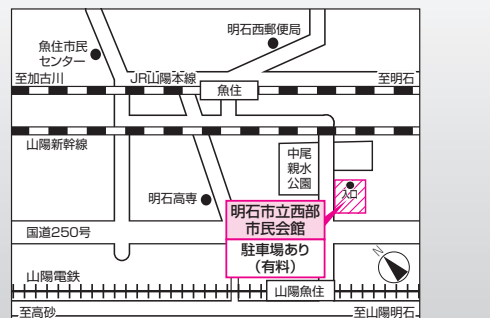 明石西郵便局
魚住市民
センター
至加古川
JR山陽本線
至明石
魚住
山陽新幹線
中尾
親水
公園
入口
明石高専
明石市立西部
市民会館
国道250号
駐車場あり
(有料)
N
山陽電鉄
山陽魚住
至高砂
至山陽明石